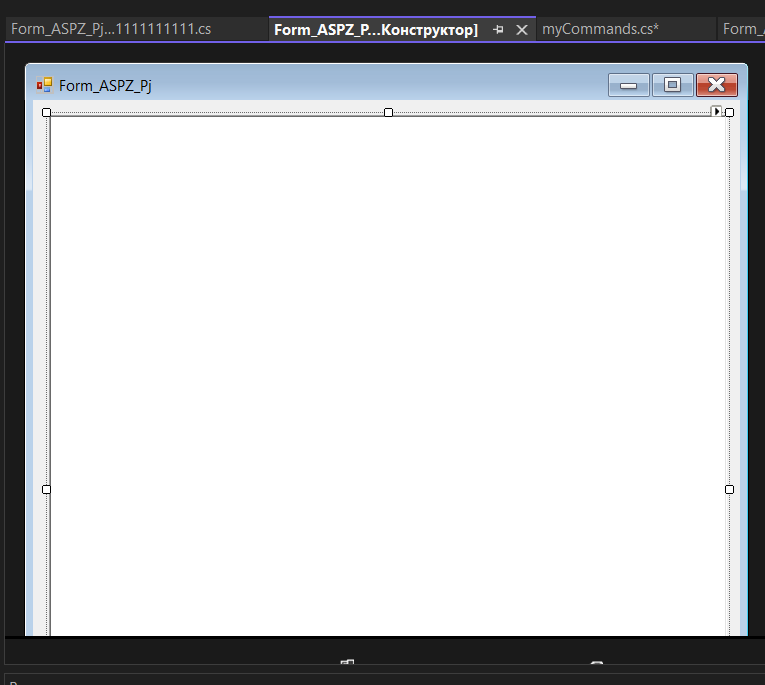 Form_ASPZ_Pj...1111111111.cs
Form_ASPZ_P...Конструктор]
myCommands.cs*
Form_
Form_ASPZ_Pj